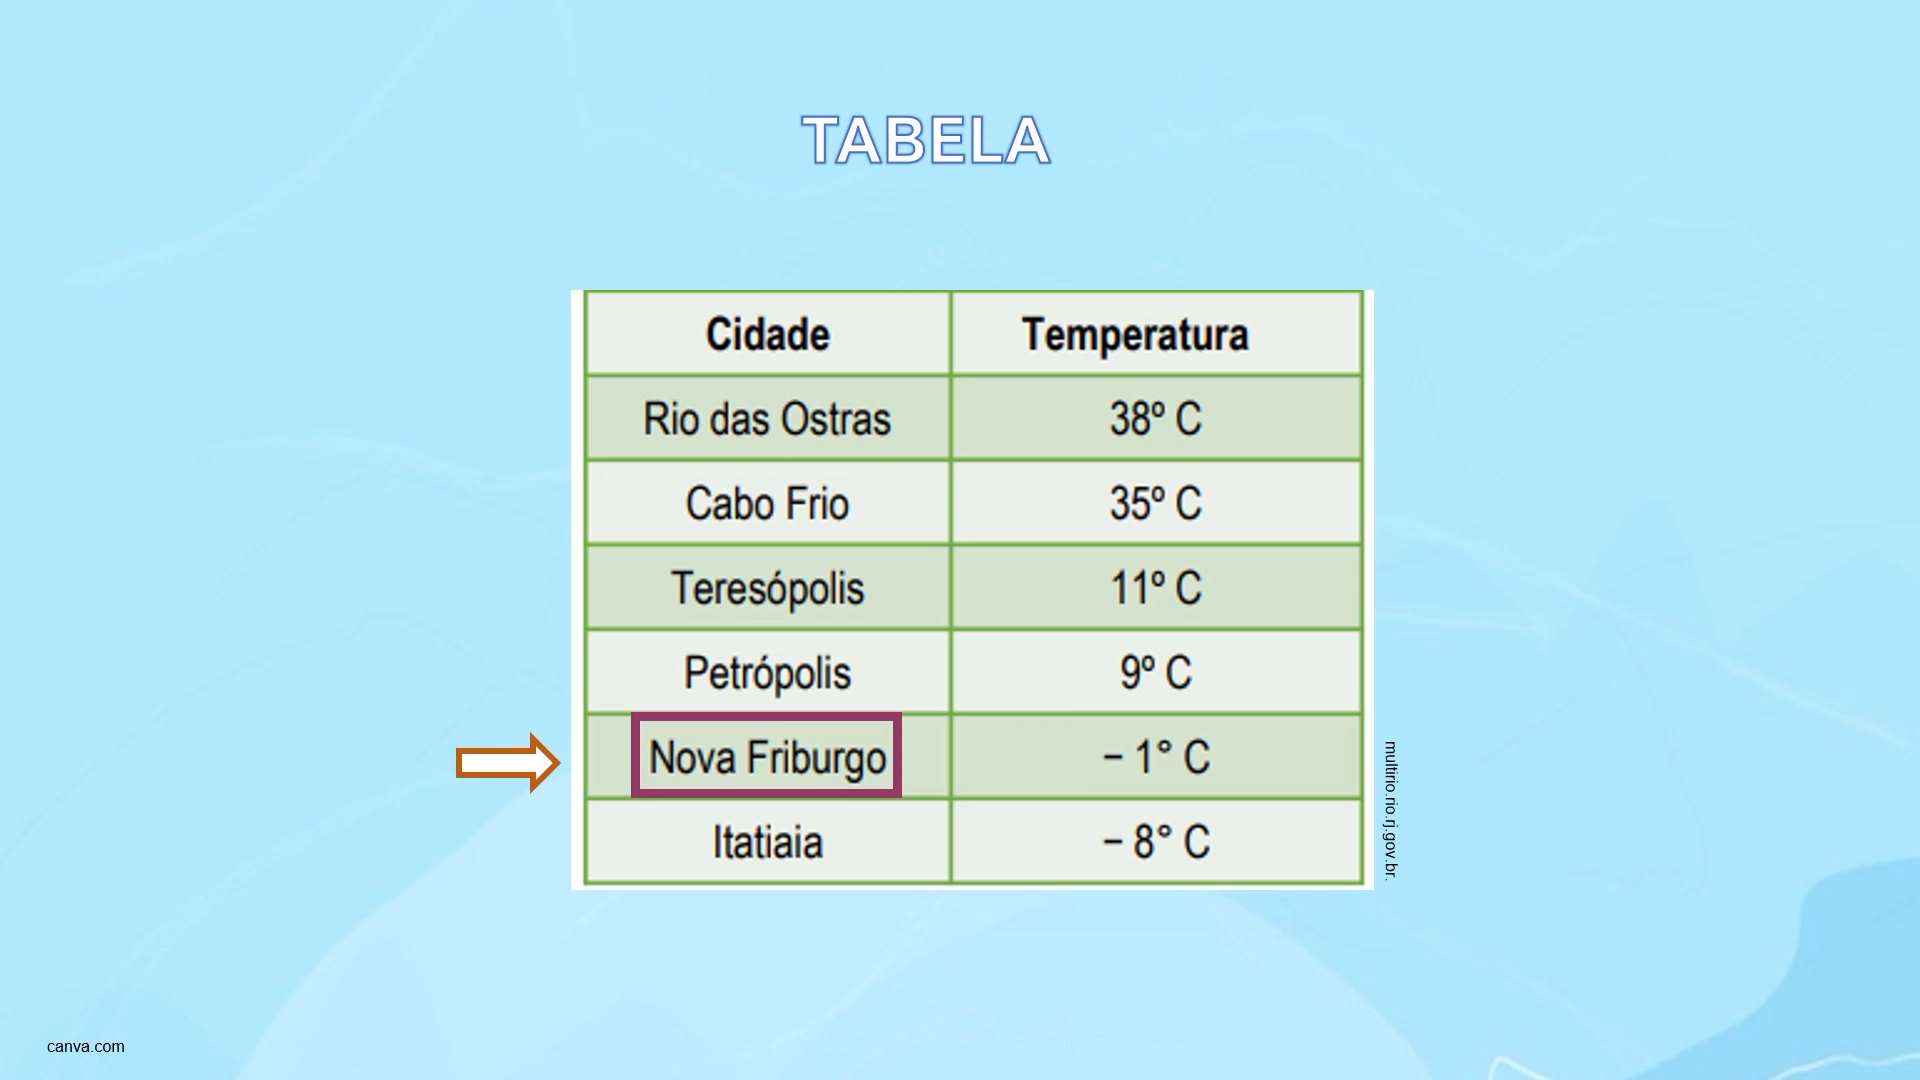 TABELA
Cidade Temperatura
Rio das Ostras 38º C
Cabo Frio 35º C
Teresópolis 11º C
Petrópolis 9º C
Nova Friburgo – 1° C
Itatiaia – 8° C
multirio.rio.rj.gov.br.
canva.com